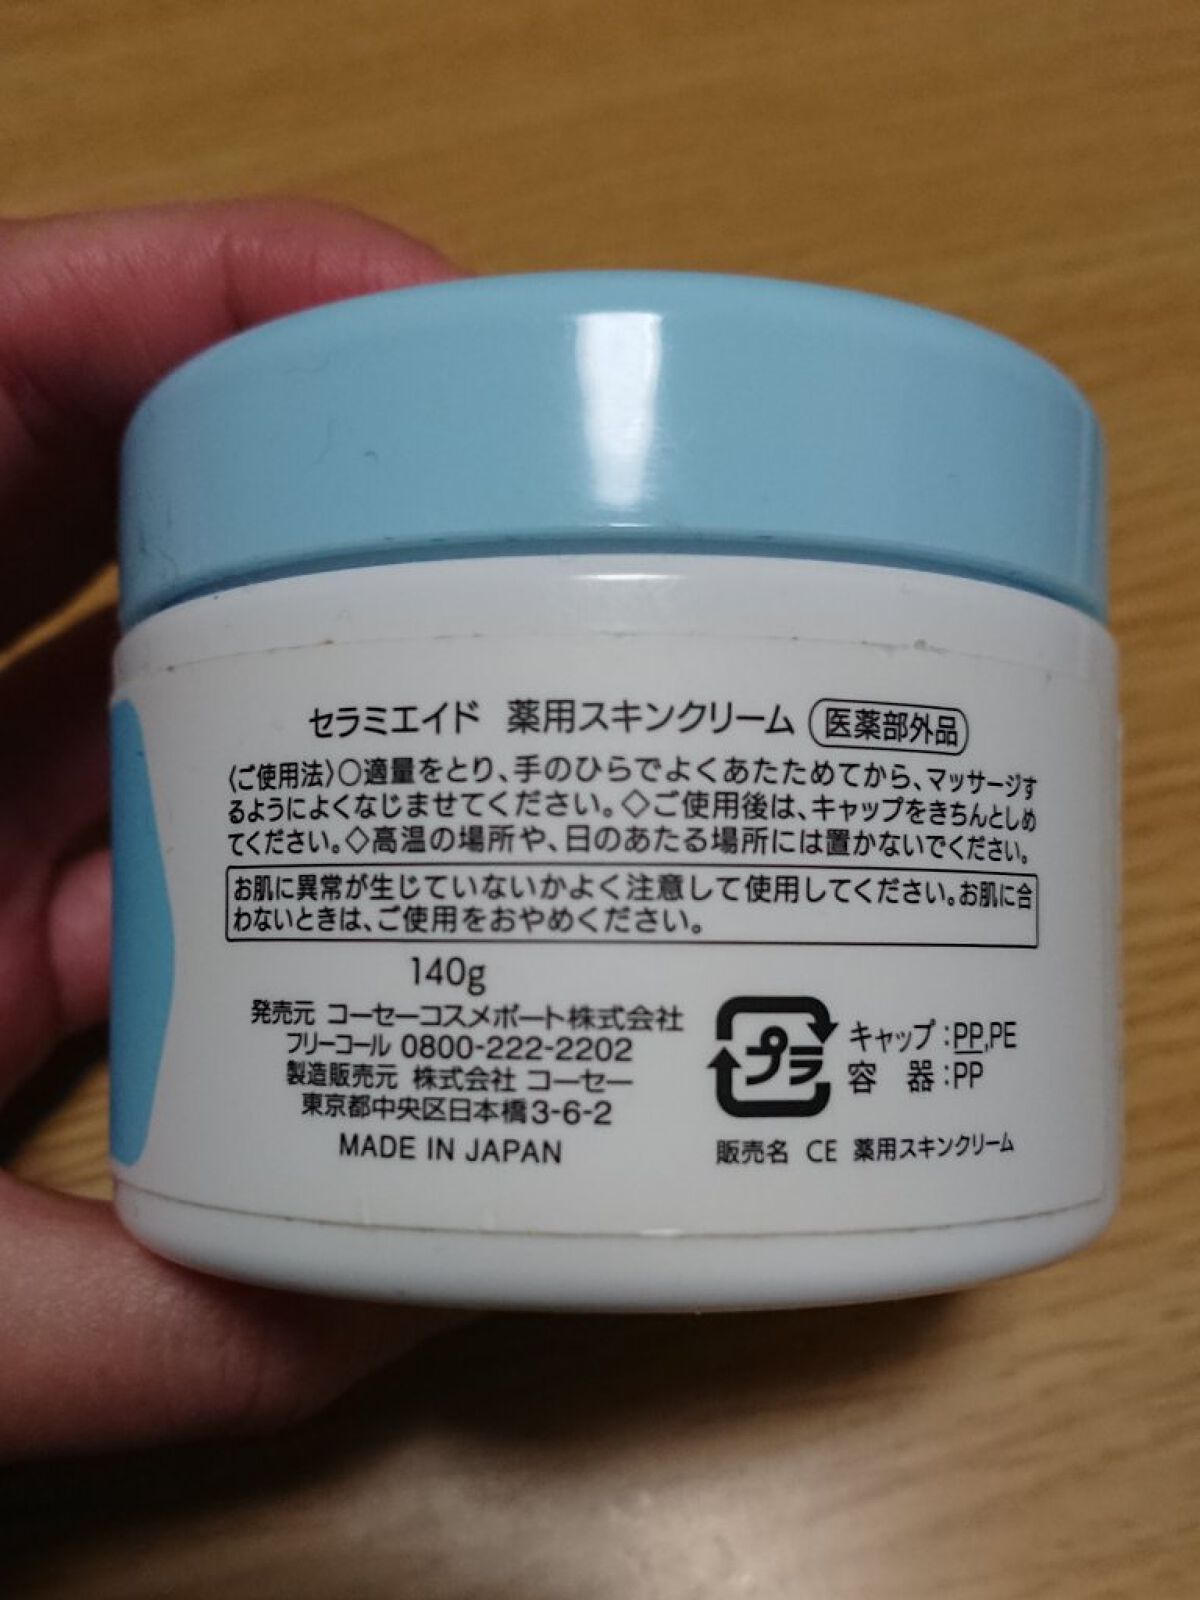 セラミエイド 薬用スキンクリーム 医薬部外品
〈ご使用法〉○適量をとり、手のひらでよくあたためてから、マッサージす
るようによくなじませてください。◇ご使用後は、キャップをきちんとしめ
てください。◇高温の場所や、日のあたる場所には置かないでください。
お肌に異常が生じていないかよく注意して使用してください。お肌に合
わないときは、ご使用をおやめください。
140g
発売元 コーセーコスメポート株式会社
フリーコール 0800-222-2202
製造販売元 株式会社 コーセー
東京都中央区日本橋3-6-2
MADE IN JAPAN
プラ
キャップ:PP,PE
容 器:PP
販売名 CE 薬用スキンクリーム